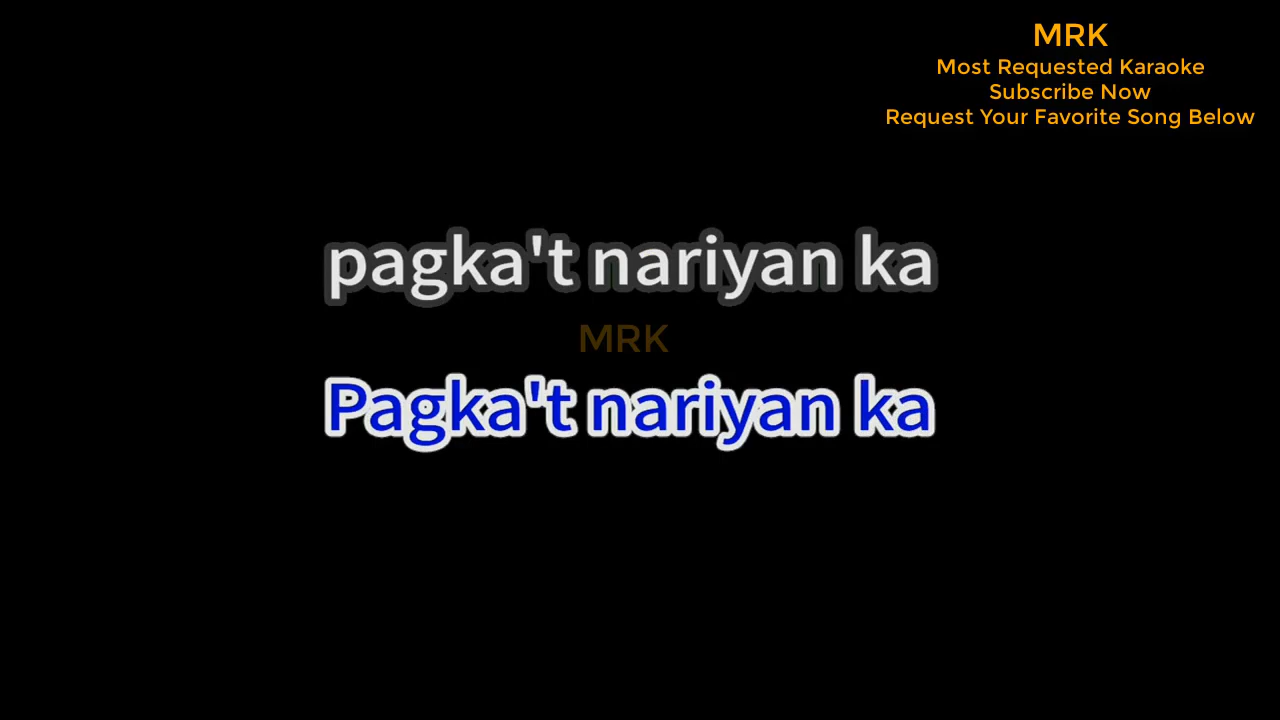 MRK
Most Requested Karaoke
Subscribe Now
Request Your Favorite Song Below
pagka't nariyan ka
MRK
Pagka't nariyan ka